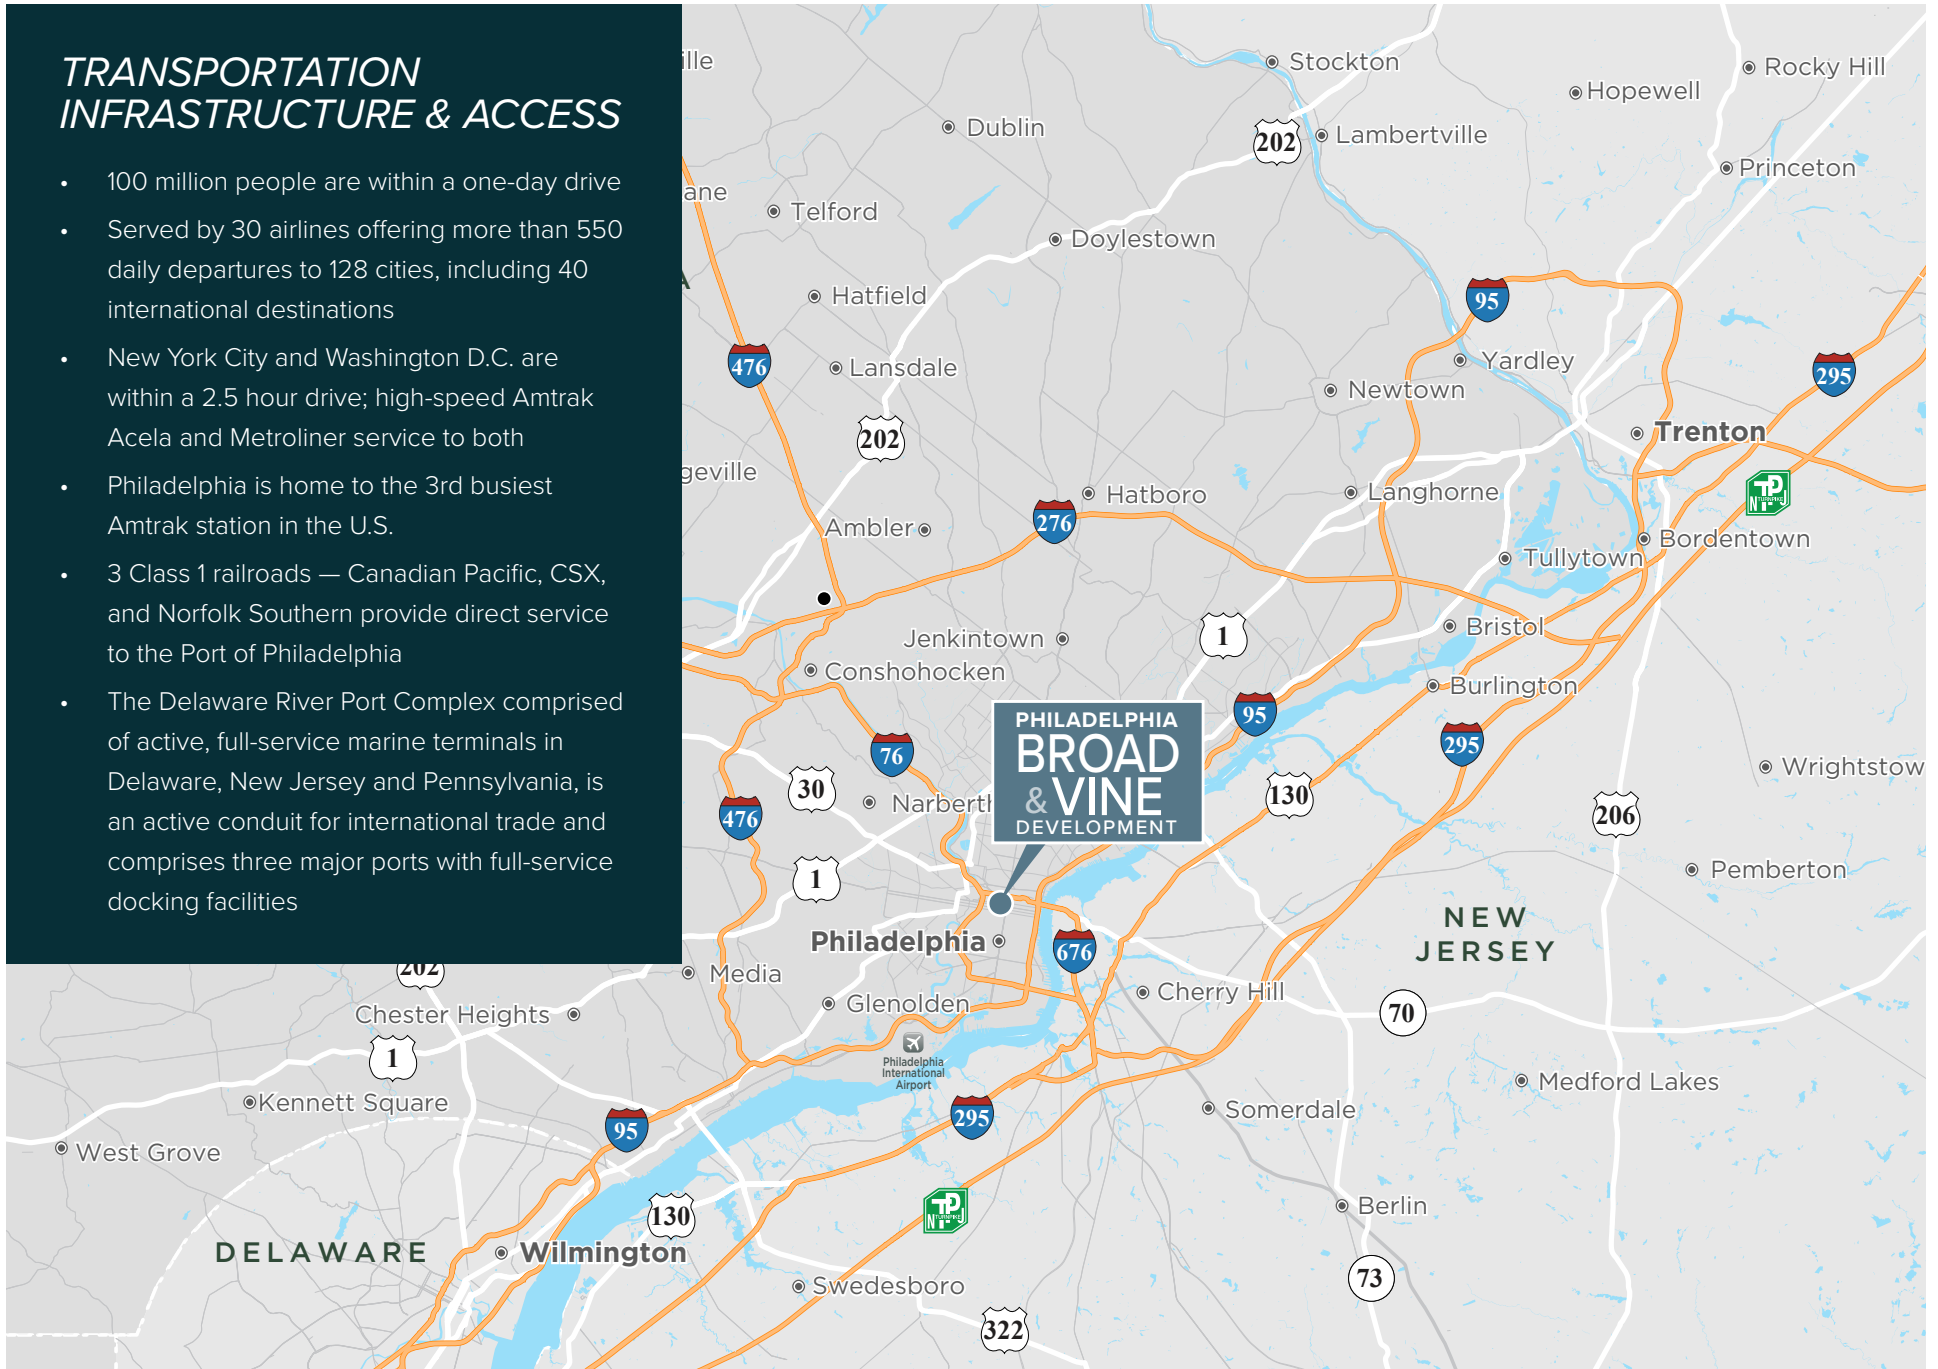 TRANSPORTATION
INFRASTRUCTURE & ACCESS
• 100 million people are within a one-day drive
• Served by 30 airlines offering more than 550
daily departures to 128 cities, including 40
international destinations
• New York City and Washington D.C. are
within a 2.5 hour drive; high-speed Amtrak
Acela and Metroliner service to both
• Philadelphia is home to the 3rd busiest
Amtrak station in the U.S.
• 3 Class 1 railroads — Canadian Pacific, CSX,
and Norfolk Southern provide direct service
to the Port of Philadelphia
• The Delaware River Port Complex comprised
of active, full-service marine terminals in
Delaware, New Jersey and Pennsylvania, is
an active conduit for international trade and
comprises three major ports with full-service
docking facilities
ille
Stockton
Rocky Hill
Hopewell
Dublin
202
Lambertville
Princeton
ane
Telford
Doylestown
A
Hatfield
95
476
Lansdale
Yardley
295
Newtown
202
Trenton
geville
Hatboro
Langhorne
NJ TURNPIKE TP
276
Ambler
Bordentown
Tullytown
Jenkintown
1
Bristol
Conshohocken
Burlington
95
PHILADELPHIA
BROAD
& VINE
DEVELOPMENT
76
295
Wrightstow
30
Narberth
130
476
206
1
Pemberton
NEW
JERSEY
Philadelphia
676
202
Media
Cherry Hill
Glenolden
70
Chester Heights
1
Philadelphia
International
Airport
Medford Lakes
Kennett Square
295
Somerdale
95
West Grove
NJ TURNPIKE TP
130
Berlin
DELAWARE
Wilmington
73
Swedesboro
322